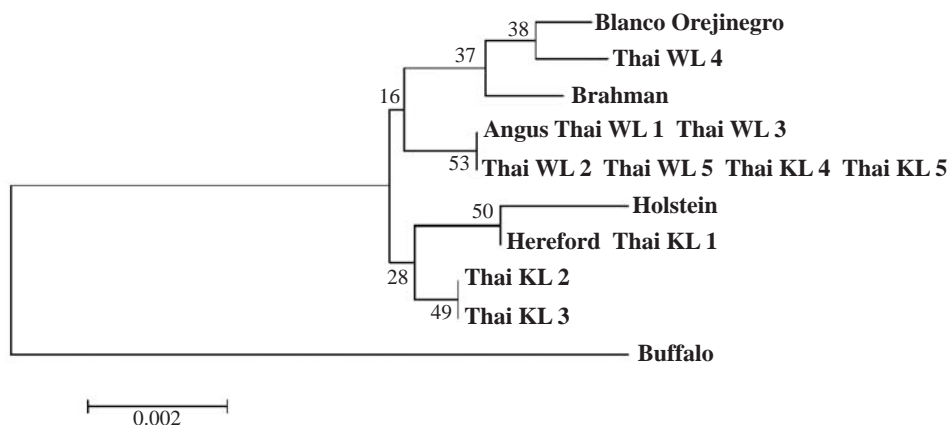 Blanco Orejinegro
38
Thai WL 4
37
Brahman
16
Angus Thai WL 1 Thai WL 3
53
Thai WL 2 Thai WL 5 Thai KL 4 Thai KL 5
50
Holstein
Hereford Thai KL 1
28
Thai KL 2
49
Thai KL 3
Buffalo
0.002